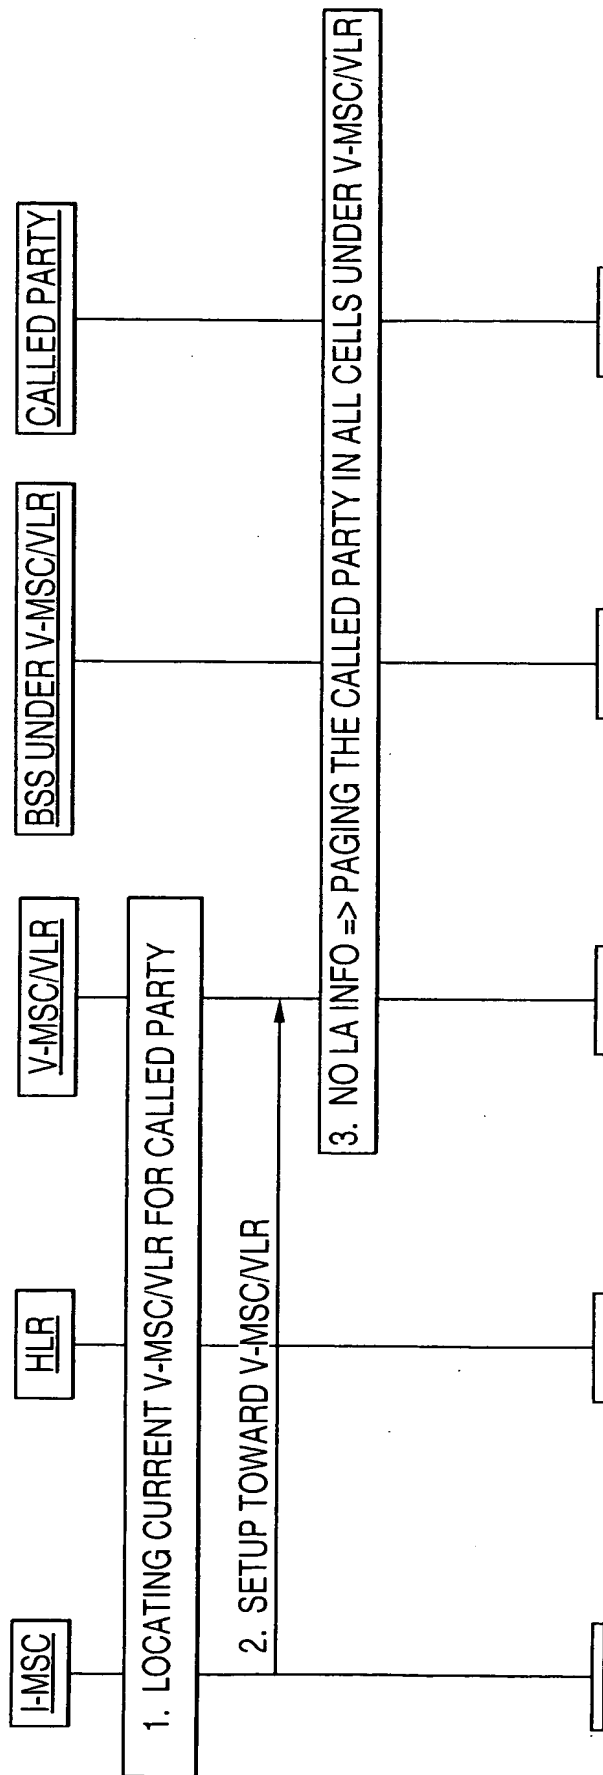 I-MSC
HLR
V-MSC/VLR
BSS UNDER V-MSC/VLR
CALLED PARTY
1. LOCATING CURRENT V-MSC/VLR FOR CALLED PARTY
2. SETUP TOWARD V-MSC/VLR
3. NO LA INFO => PAGING THE CALLED PARTY IN ALL CELLS UNDER V-MSC/VLR